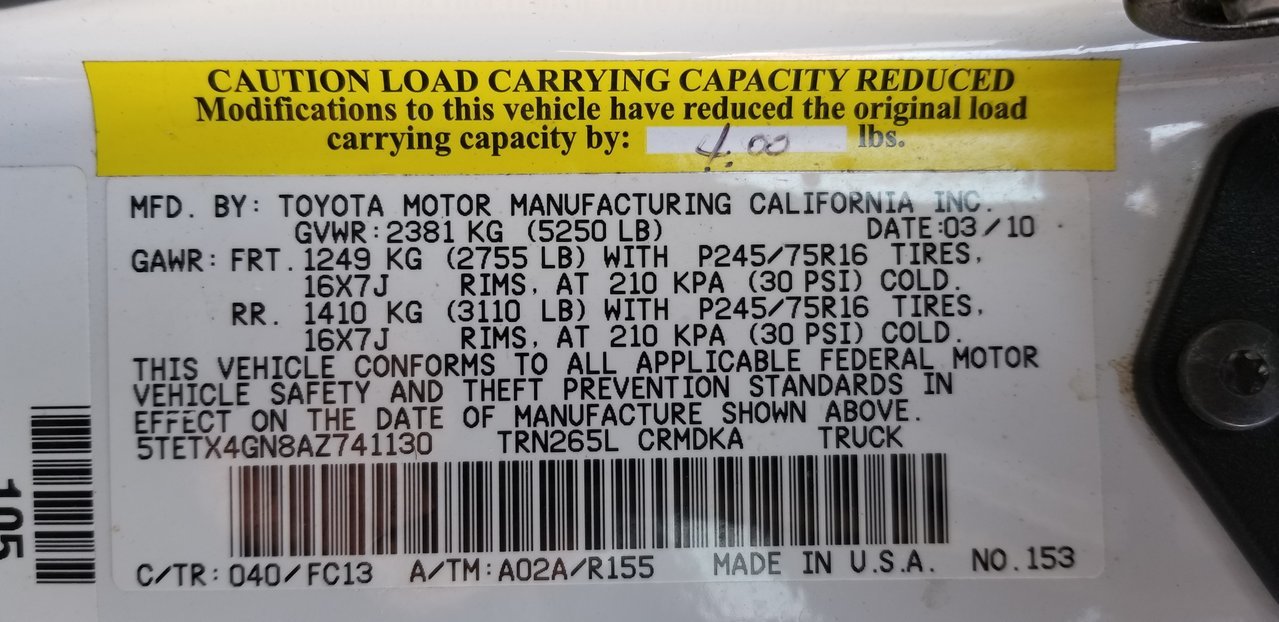 CAUTION LOAD CARRYING CAPACITY REDUCED
Modifications to this vehicle have reduced the original load
carrying capacity by: 4.00 lbs.
MFD. BY: TOYOTA MOTOR MANUFACTURING CALIFORNIA INC.
GVWR: 2381 KG (5250 LB) DATE: 03/10
GAWR: FRT. 1249 KG (2755 LB) WITH P245/75R16 TIRES,
16X7J RIMS, AT 210 KPA (30 PSI) COLD.
RR. 1410 KG (3110 LB) WITH P245/75R16 TIRES,
16X7J RIMS, AT 210 KPA (30 PSI) COLD.
THIS VEHICLE CONFORMS TO ALL APPLICABLE FEDERAL MOTOR
VEHICLE SAFETY AND THEFT PREVENTION STANDARDS IN
EFFECT ON THE DATE OF MANUFACTURE SHOWN ABOVE.
5TETX4GN8AZ741130 TRN265L CRMDKA TRUCK
C/TR: 040/FC13 A/TM: A02A/R155 MADE IN U.S.A. NO. 153
105